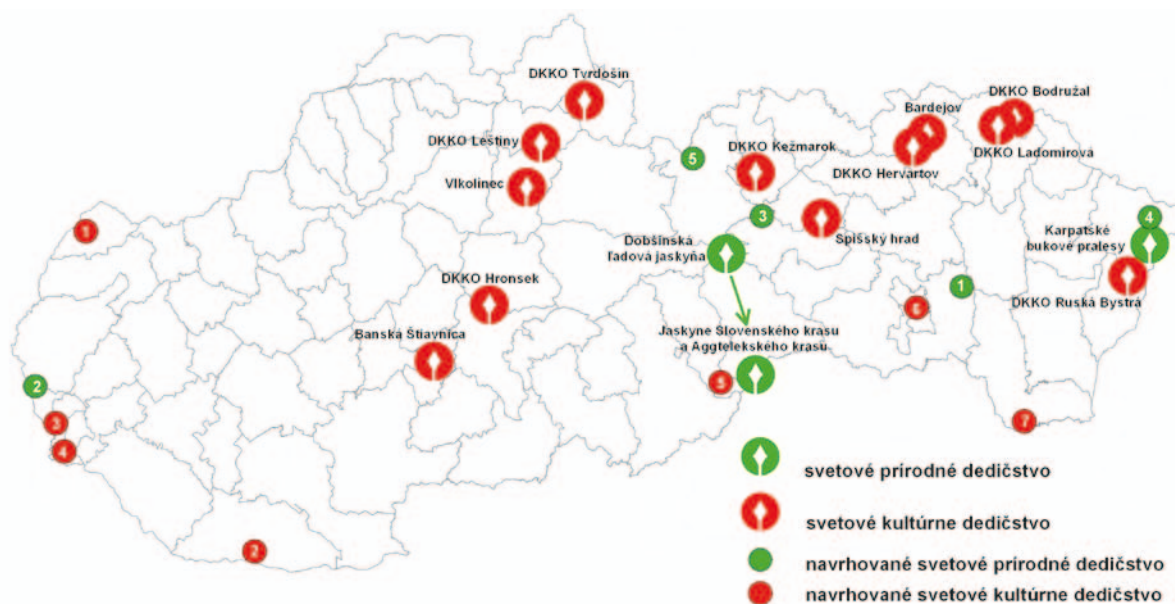 DKKO Tvrdošín
DKKO Leštiny
Vlkolínec
DKKO Bodružal
Bardejov
DKKO Ladomirová
DKKO Hervartov
DKKO Kežmarok
5
3
Spišský hrad
Dobšinská
ľadová jaskyňa
4
Karpatské
bukové pralesy
DKKO Ruská Bystrá
1
1
6
DKKO Hronsek
Banská Štiavnica
Jaskyne Slovenského krasu
a Aggtelekského krasu
5
2
3
4
7
2
svetové prírodné dedičstvo
svetové kultúrne dedičstvo
navrhované svetové prírodné dedičstvo
navrhované svetové kultúrne dedičstvo